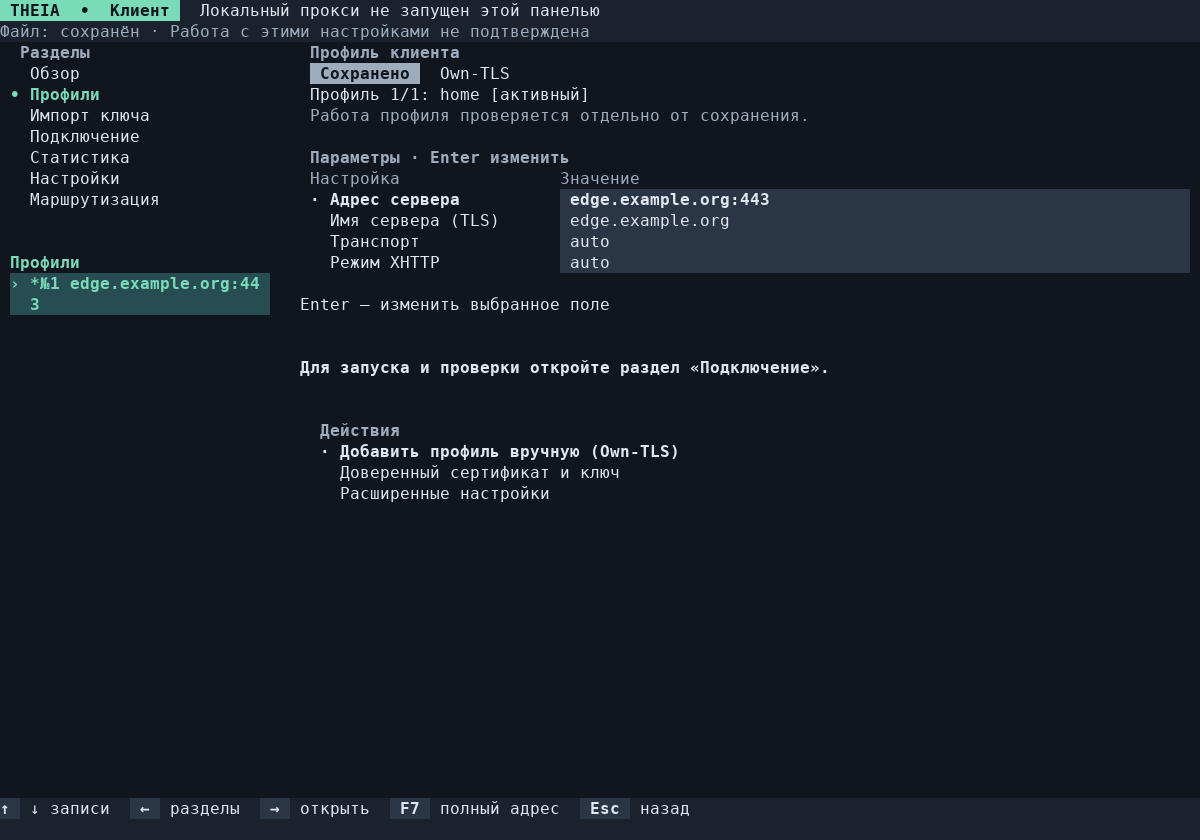 THEIA • Клиент Локальный прокси не запущен этой панелью
Файл: сохранён · Работа с этими настройками не подтверждена
Разделы
Обзор
• Профили
Импорт ключа
Подключение
Статистика
Настройки
Маршрутизация
Профили
› *№1 edge.example.org:44
3
Профиль клиента
Сохранено Own-TLS
Профиль 1/1: home [активный]
Работа профиля проверяется отдельно от сохранения.
Параметры · Enter изменить
Настройка Значение
· Адрес сервера edge.example.org:443
Имя сервера (TLS) edge.example.org
Транспорт auto
Режим XHTTP auto
Enter — изменить выбранное поле
Для запуска и проверки откройте раздел «Подключение».
Действия
· Добавить профиль вручную (Own-TLS)
Доверенный сертификат и ключ
Расширенные настройки
↑ ↓ записи ← разделы → открыть F7 полный адрес Esc назад